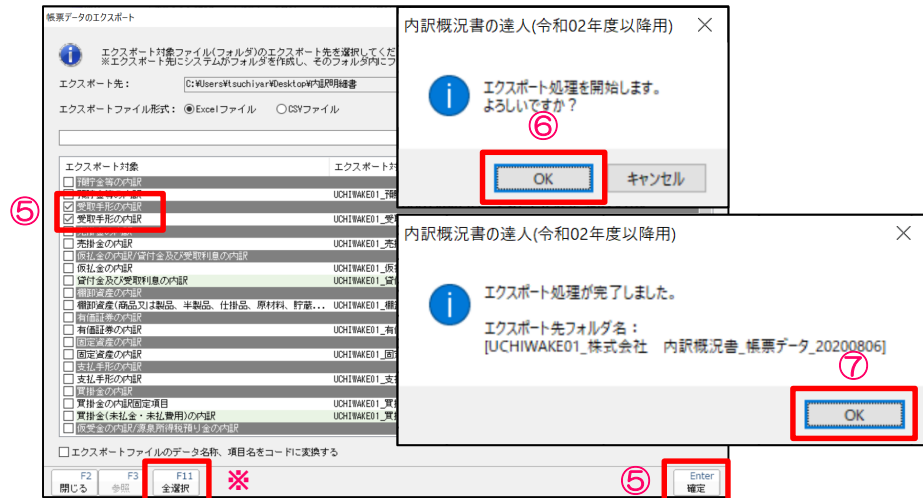 帳票データのエクスポート
エクスポート対象ファイル(フォルダ)のエクスポート先を選択してくだ
※エクスポート先にシステムがフォルダを作成し、そのフォルダ内にフ
エクスポート先： C:¥Users¥tsuchiyar¥Desktop¥内訳明細書
エクスポートファイル形式： Excelファイル CSVファイル
エクスポート対象 エクスポート対
預貯金等の内訳
預貯金等の内訳 UCHIWAKE01_預
⑤
受取手形の内訳
受取手形の内訳 UCHIWAKE01_受
売掛金の内訳
売掛金の内訳 UCHIWAKE01_売
仮払金の内訳/貸付金及び受取利息の内訳
仮払金の内訳 UCHIWAKE01_仮
貸付金及び受取利息の内訳 UCHIWAKE01_貸
棚卸資産の内訳
棚卸資産(商品又は製品、半製品、仕掛品、原材料、貯蔵... UCHIWAKE01_棚
有価証券の内訳
有価証券の内訳 UCHIWAKE01_有
固定資産の内訳
固定資産の内訳 UCHIWAKE01_固
支払手形の内訳
支払手形の内訳 UCHIWAKE01_支
買掛金の内訳
買掛金の内訳固定項目 UCHIWAKE01_買
買掛金(未払金・未払費用)の内訳 UCHIWAKE01_買
仮受金の内訳/源泉所得税預り金の内訳
エクスポートファイルのデータ名称、項目名をコードに変換する
F2 閉じる
F3 参照
F11 全選択
※
⑤
Enter 確定
内訳概況書の達人(令和02年度以降用)
エクスポート処理を開始します。
よろしいですか？
⑥
OK キャンセル
内訳概況書の達人(令和02年度以降用)
エクスポート処理が完了しました。
エクスポート先フォルダ名：
[UCHIWAKE01_株式会社　内訳概況書_帳票データ_20200806]
⑦
OK